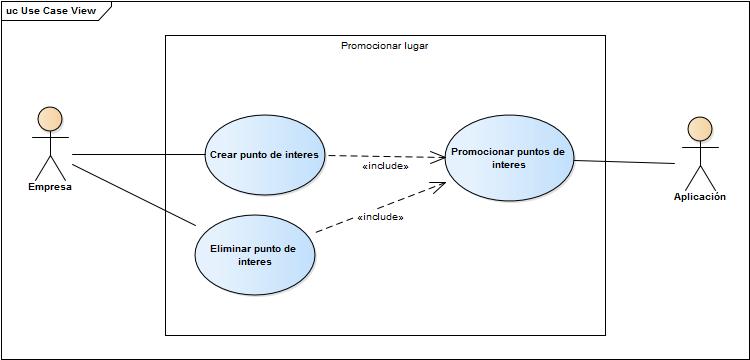 uc Use Case View
Promocionar lugar
Crear punto de interes
«include»
Promocionar puntos de
interes
Empresa
Aplicación
«include»
Eliminar punto de
interes